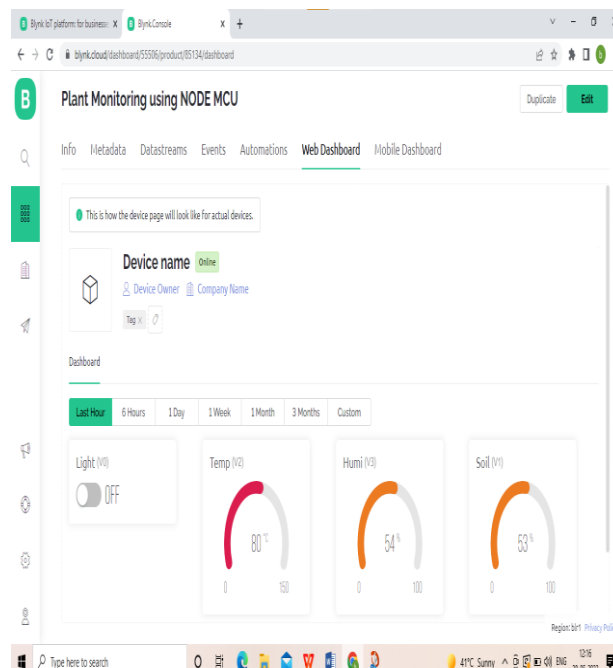 Blynk IoT platform: for businesses X Blynk.Console X +
blynk.cloud/dashboard/55506/product/85134/dashboard
B Plant Monitoring using NODE MCU Duplicate Edit
Info Metadata Datastreams Events Automations Web Dashboard Mobile Dashboard
This is how the device page will look like for actual devices.
Device name Online
Device Owner Company Name
Tag X
Dashboard
Last Hour 6 Hours 1 Day 1 Week 1 Month 3 Months Custom
Light (V0) Temp (V2) Humi (V3) Soil (V1)
OFF
80 °C 54 % 53 %
0 150 0 100 0 100
Region: blr1 Privacy Poli
Type here to search 41°C Sunny ENG 12:16